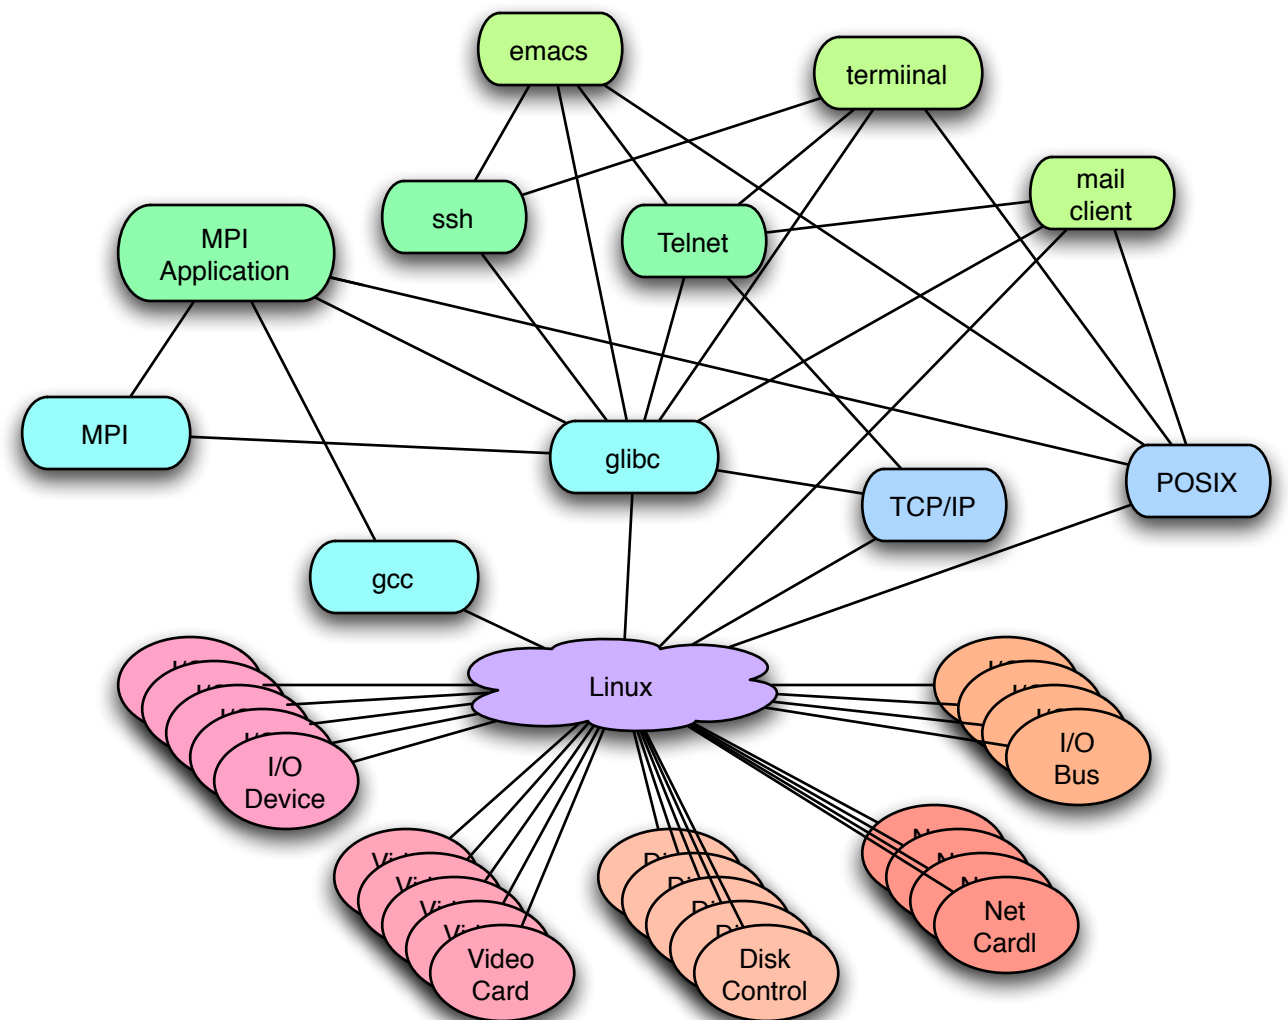 emacs
termiinal
mail
client
ssh
Telnet
MPI
Application
MPI
glibc
POSIX
TCP/IP
gcc
Linux
I/O
Device
I/O
Bus
Video
Card
Disk
Control
Net
Cardl